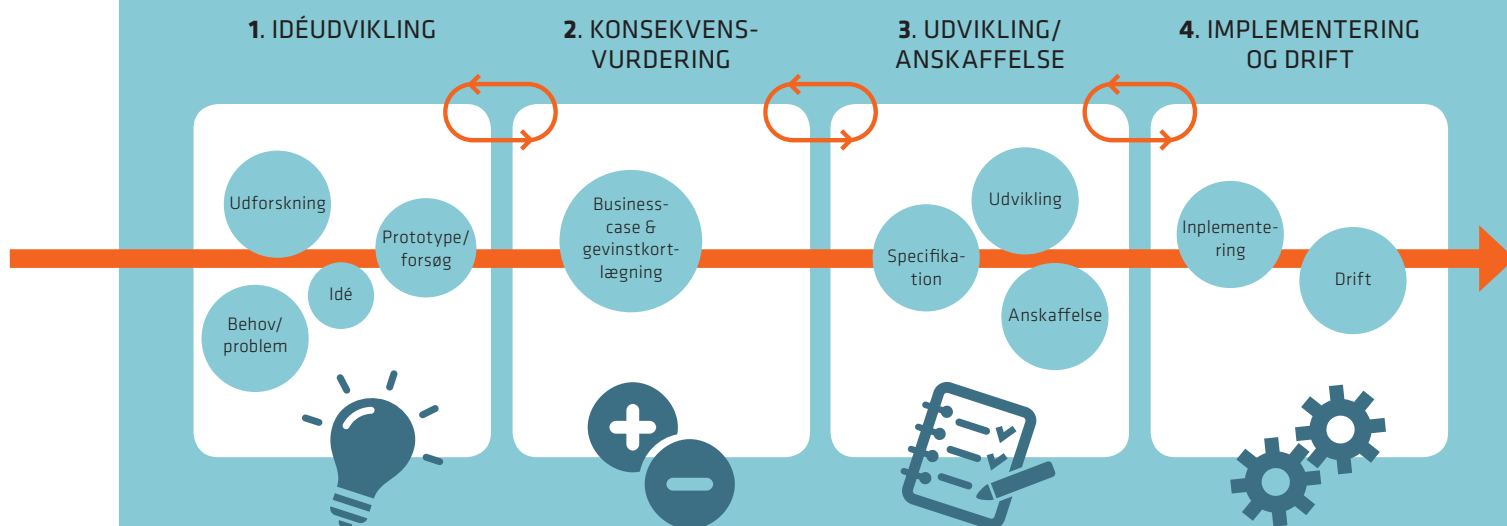 1. IDÉUDVIKLING
2. KONSEKVENS-
VURDERING
3. UDVIKLING/
ANSKAFFELSE
4. IMPLEMENTERING
OG DRIFT
Udforskning
Prototype/
forsøg
Idé
Behov/
problem
Business-
case &
gevinstkort-
lægning
Specifika-
tion
Udvikling
Anskaffelse
Inplemente-
ring
Drift